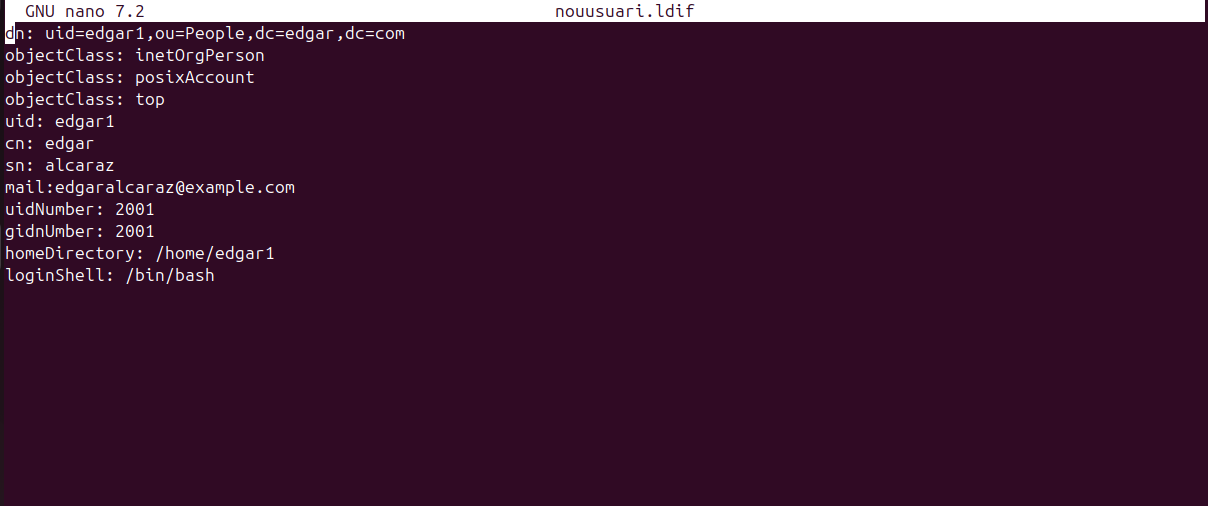 GNU nano 7.2 nouusuari.ldif
dn: uid=edgar1,ou=People,dc=edgar,dc=com
objectClass: inetOrgPerson
objectClass: posixAccount
objectClass: top
uid: edgar1
cn: edgar
sn: alcaraz
mail:edgaralcaraz@example.com
uidNumber: 2001
gidnUmber: 2001
homeDirectory: /home/edgar1
loginShell: /bin/bash